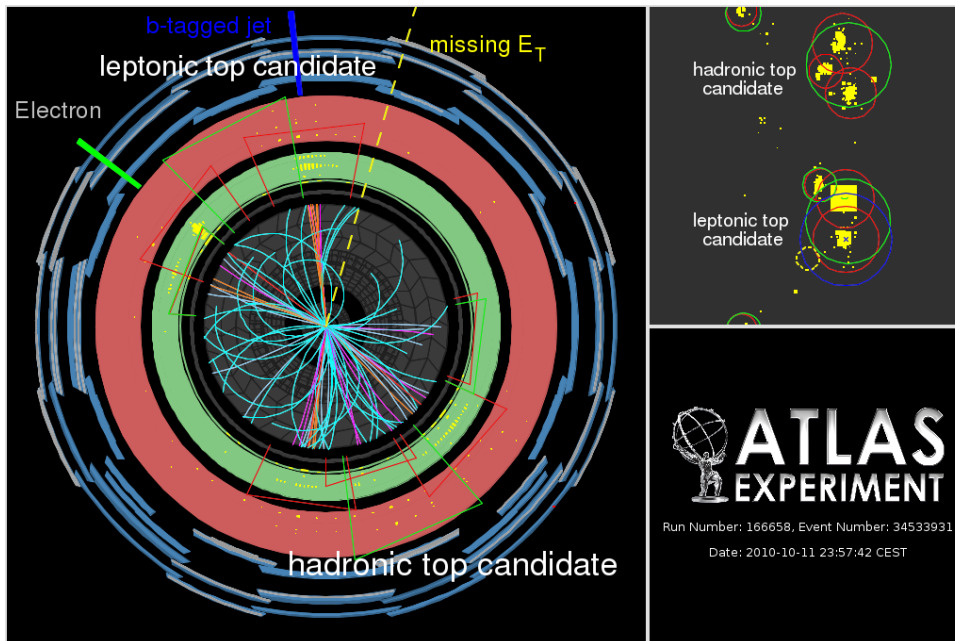 b-tagged jet
leptonic top candidate
missing E_T
Electron
hadronic top candidate
hadronic top
candidate
leptonic top
candidate
ATLAS
EXPERIMENT
Run Number: 166658, Event Number: 34533931
Date: 2010-10-11 23:57:42 CEST